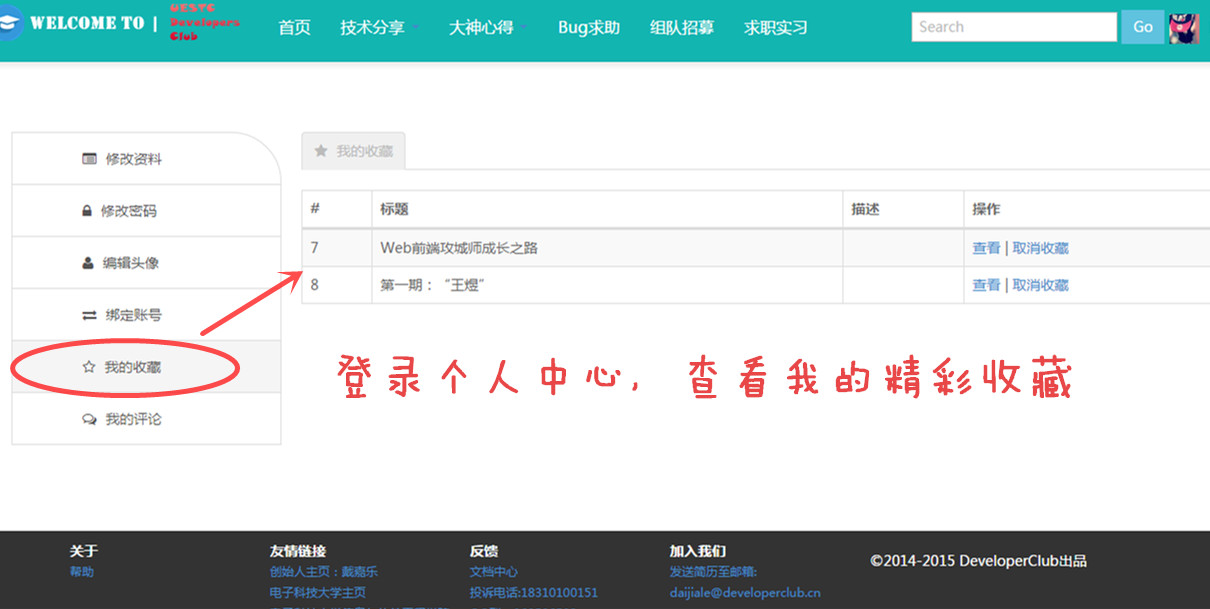 WELCOME TO |
UESTC
Developers
Club
首页 技术分享 大神心得 Bug求助 组队招募 求职实习
Search Go
修改资料
修改密码
编辑头像
绑定账号
我的收藏
我的评论
我的收藏
# 标题 描述 操作
7 Web前端攻城师成长之路 查看 | 取消收藏
8 第一期：“王煜” 查看 | 取消收藏
登录个人中心, 查看我的精彩收藏
关于
帮助
友情链接
创始人主页：戴嘉乐
电子科技大学主页
反馈
文档中心
投诉电话:18310100151
加入我们
发送简历至邮箱:
daijiale@developerclub.cn
©2014-2015 DeveloperClub出品